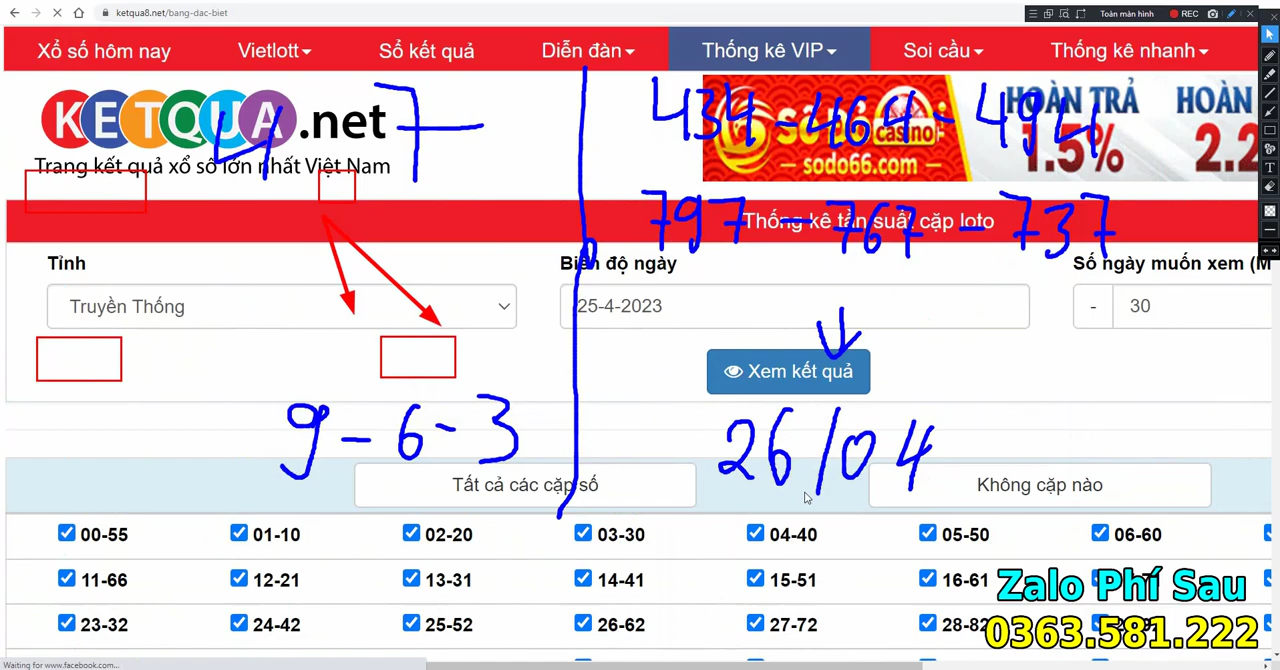 ketqua8.net/bang-dac-biet
Toàn màn hình REC
Xổ số hôm nay Vietlott Sổ kết quả Diễn đàn Thống kê VIP Soi cầu Thống kê nhanh
KETQUA.net
Trang kết quả xổ số lớn nhất Việt Nam
4 7
casino
sodo66.com
HOÀN TRẢ HOÀN
1.5% 2.2
434 - 464 - 494
797 - 767 - 737
Thống kê tần suất cặp loto
Tỉnh Biên độ ngày Số ngày muốn xem (M
Truyền Thống 25-4-2023 - 30
Xem kết quả
9 - 6 - 3
26/04
Tất cả các cặp số Không cặp nào
00-55 01-10 02-20 03-30 04-40 05-50 06-60
11-66 12-21 13-31 14-41 15-51 16-61
23-32 24-42 25-52 26-62 27-72 28-82
Zalo Phí Sau
0363.581.222
Waiting for www.facebook.com...